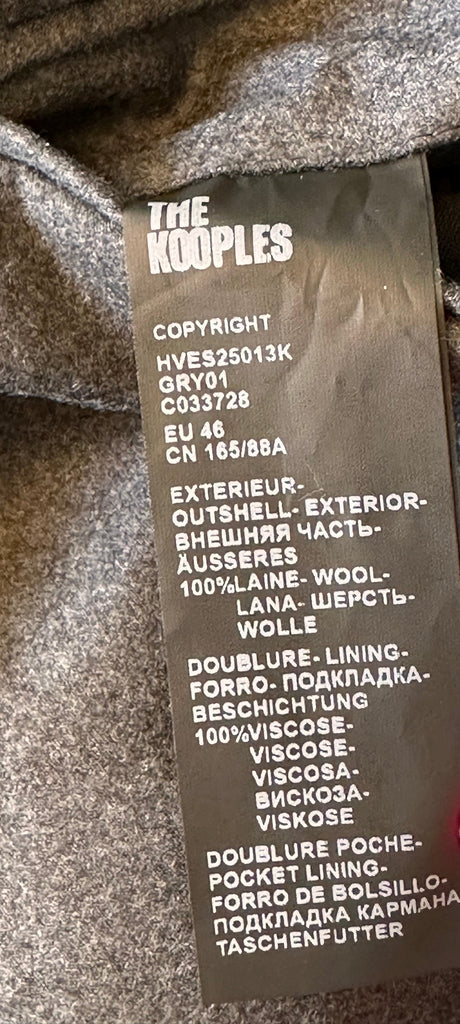 THE
KOOPLES
COPYRIGHT
HVES25013K
GRY01
C033728
EU 46
CN 165/88A
EXTERIEUR-
OUTSHELL- EXTERIOR-
ВНЕШНЯЯ ЧАСТЬ-
ÄUSSERES
100%LAINE- WOOL-
LANA- ШЕРСТЬ-
WOLLE
DOUBLURE- LINING-
FORRO- ПОДКЛАДКА-
BESCHICHTUNG
100%VISCOSE-
VISCOSE-
VISCOSA-
ВИСКОЗА-
VISKOSE
DOUBLURE POCHE-
POCKET LINING-
FORRO DE BOLSILLO-
ПОДКЛАДКА КАРМАНА
TASCHENFUTTER